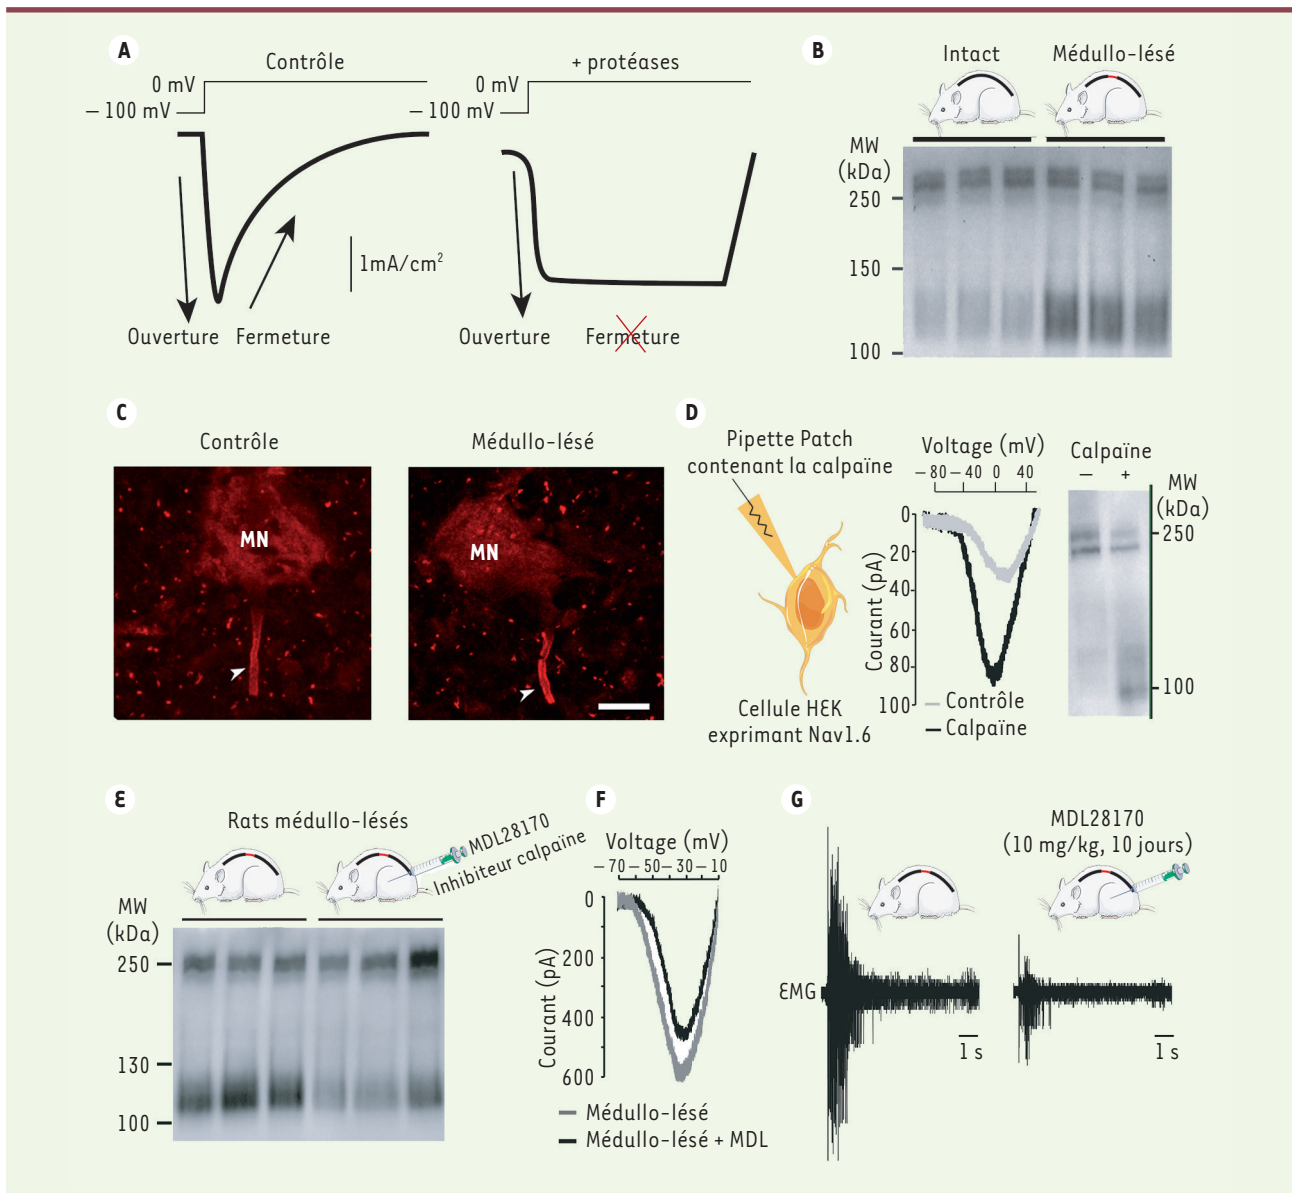 A
Contrôle
0 mV
– 100 mV
Ouverture
Fermeture
1mA/cm²
+ protéases
0 mV
– 100 mV
Ouverture
Fermeture
B
Intact
Médullo-lésé
MW
(kDa)
250
150
100
C
Contrôle
Médullo-lésé
MN
MN
D
Pipette Patch
contenant la calpaïne
Cellule HEK
exprimant Nav1.6
Voltage (mV)
– 80 – 40 0 40
Courant (pA)
0
20
40
60
80
100
Contrôle
Calpaïne
Calpaïne
– +
MW
(kDa)
250
100
E
Rats médullo-lésés
MDL28170
Inhibiteur calpaïne
MW
(kDa)
250
130
100
F
Voltage (mV)
– 70 – 50 – 30 – 10
Courant (pA)
0
200
400
600
Médullo-lésé
Médullo-lésé + MDL
G
MDL28170
(10 mg/kg, 10 jours)
EMG
1 s
1 s